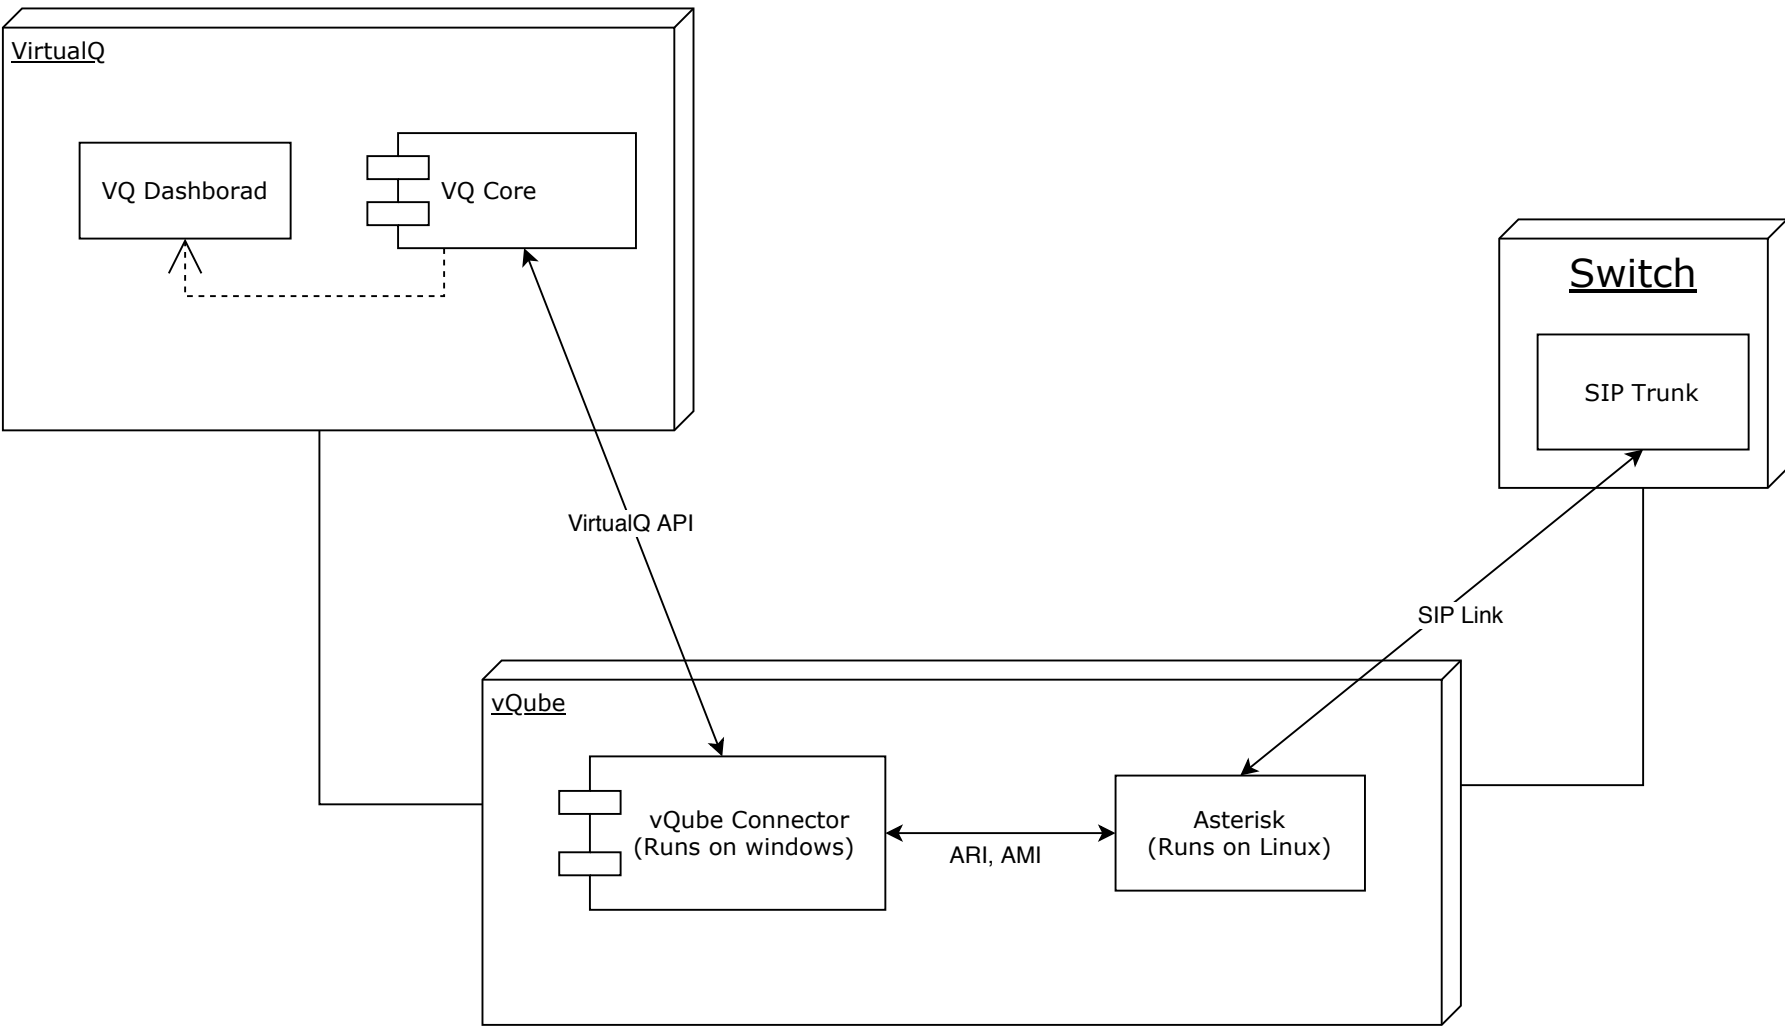 VirtualQ
VQ Dashborad
VQ Core
Switch
SIP Trunk
VirtualQ API
SIP Link
vQube
vQube Connector
(Runs on windows)
ARI, AMI
Asterisk
(Runs on Linux)